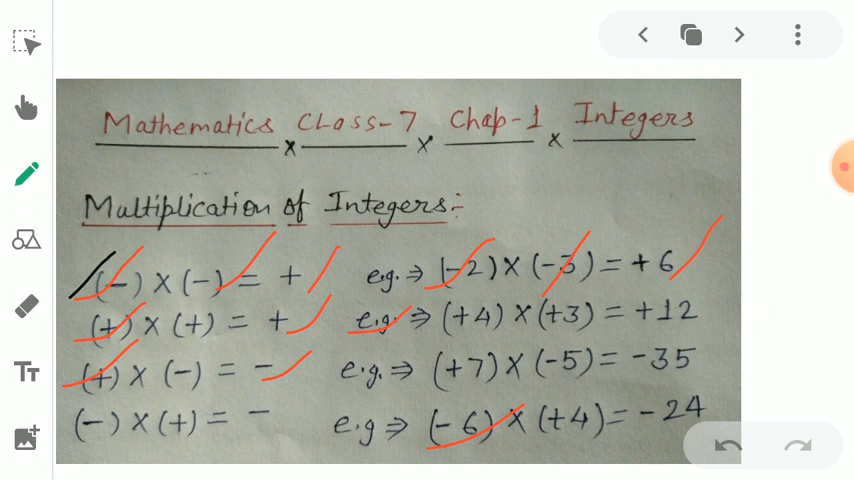 Mathematics x Class-7 x Chap-1 x Integers
Multiplication of Integers:-
(-) X (-) = + e.g. ⇒ (-2) X (-3) = +6
(+) X (+) = + e.g. ⇒ (+4) X (+3) = +12
(+) X (-) = - e.g. ⇒ (+7) X (-5) = -35
(-) X (+) = - e.g ⇒ (-6) X (+4) = -24
Tт